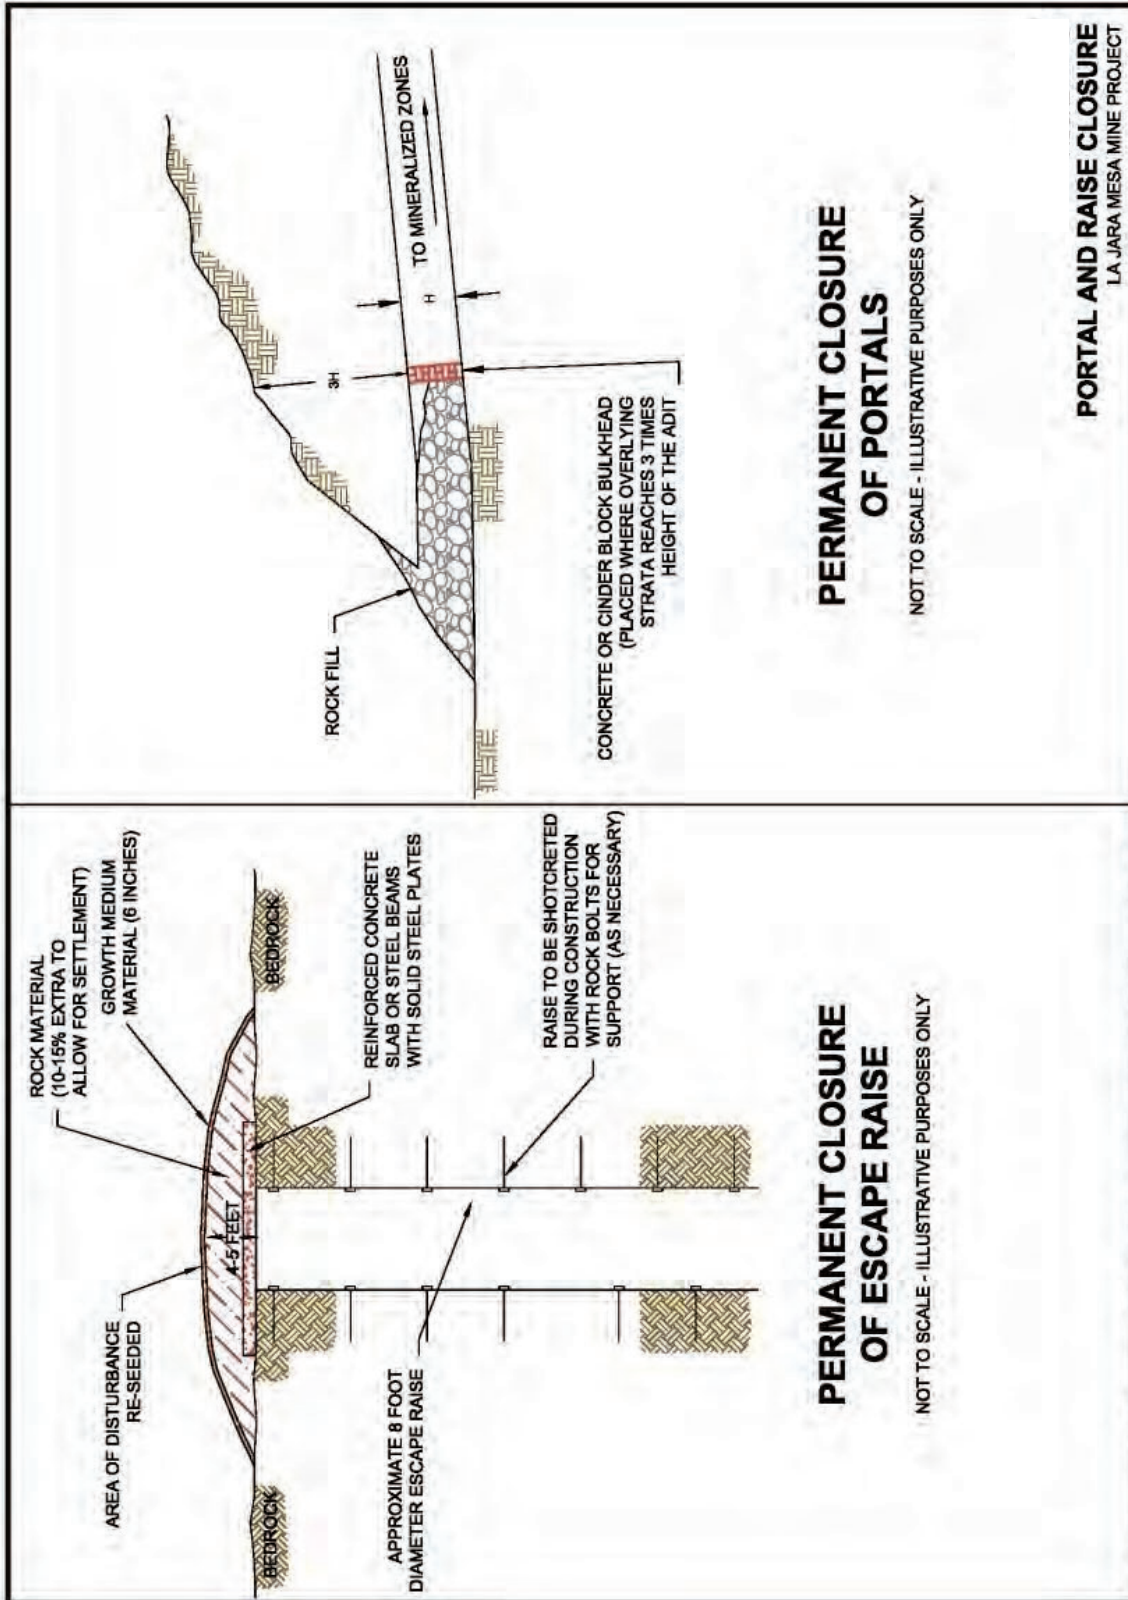 AREA OF DISTURBANCE
RE-SEEDED
ROCK MATERIAL
(10-15% EXTRA TO
ALLOW FOR SETTLEMENT)
GROWTH MEDIUM
MATERIAL (6 INCHES)
4-5 FEET
BEDROCK
BEDROCK
REINFORCED CONCRETE
SLAB OR STEEL BEAMS
WITH SOLID STEEL PLATES
APPROXIMATE 8 FOOT
DIAMETER ESCAPE RAISE
RAISE TO BE SHOTCRETED
DURING CONSTRUCTION
WITH ROCK BOLTS FOR
SUPPORT (AS NECESSARY)
PERMANENT CLOSURE
OF ESCAPE RAISE
NOT TO SCALE - ILLUSTRATIVE PURPOSES ONLY
ROCK FILL
3H
H
TO MINERALIZED ZONES
CONCRETE OR CINDER BLOCK BULKHEAD
(PLACED WHERE OVERLYING
STRATA REACHES 3 TIMES
HEIGHT OF THE ADIT
PERMANENT CLOSURE
OF PORTALS
NOT TO SCALE - ILLUSTRATIVE PURPOSES ONLY
PORTAL AND RAISE CLOSURE
LA JARA MESA MINE PROJECT